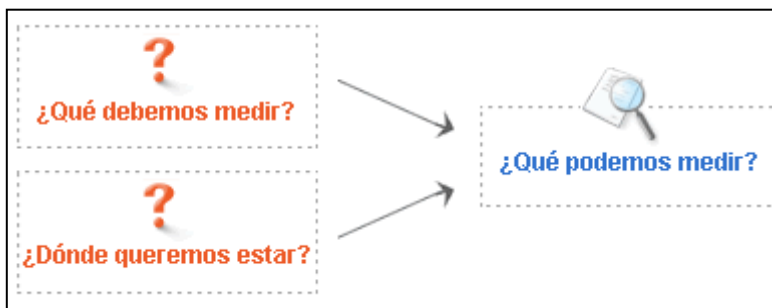 ¿Qué debemos medir?
¿Qué podemos medir?
¿Dónde queremos estar?